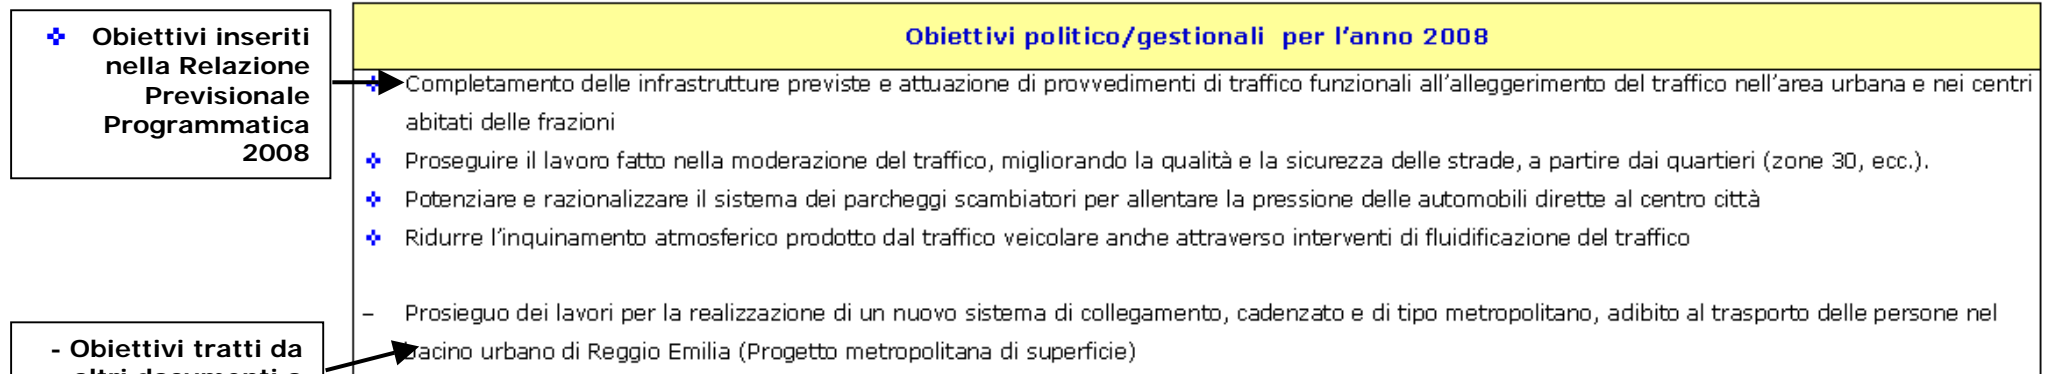 ❖ Obiettivi inseriti
nella Relazione
Previsionale
Programmatica
2008
Obiettivi politico/gestionali per l'anno 2008
Completamento delle infrastrutture previste e attuazione di provvedimenti di traffico funzionali all'alleggerimento del traffico nell'area urbana e nei centri
abitati delle frazioni
❖ Proseguire il lavoro fatto nella moderazione del traffico, migliorando la qualità e la sicurezza delle strade, a partire dai quartieri (zone 30, ecc.).
❖ Potenziare e razionalizzare il sistema dei parcheggi scambiatori per allentare la pressione delle automobili dirette al centro città
❖ Ridurre l'inquinamento atmosferico prodotto dal traffico veicolare anche attraverso interventi di fluidificazione del traffico
– Prosieguo dei lavori per la realizzazione di un nuovo sistema di collegamento, cadenzato e di tipo metropolitano, adibito al trasporto delle persone nel
bacino urbano di Reggio Emilia (Progetto metropolitana di superficie)
- Obiettivi tratti da
altri documenti o